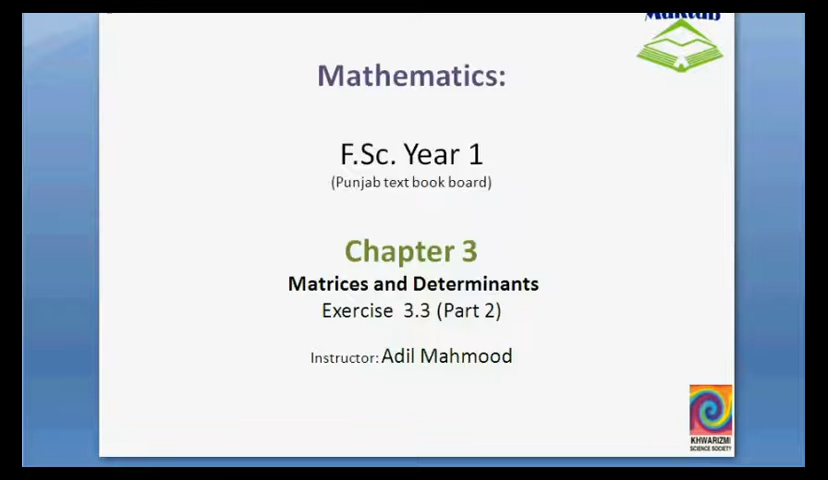 Mathematics:
F.Sc. Year 1
(Punjab text book board)
Chapter 3
Matrices and Determinants
Exercise 3.3 (Part 2)
Instructor: Adil Mahmood
KHWARIZMI
SCIENCE SOCIETY